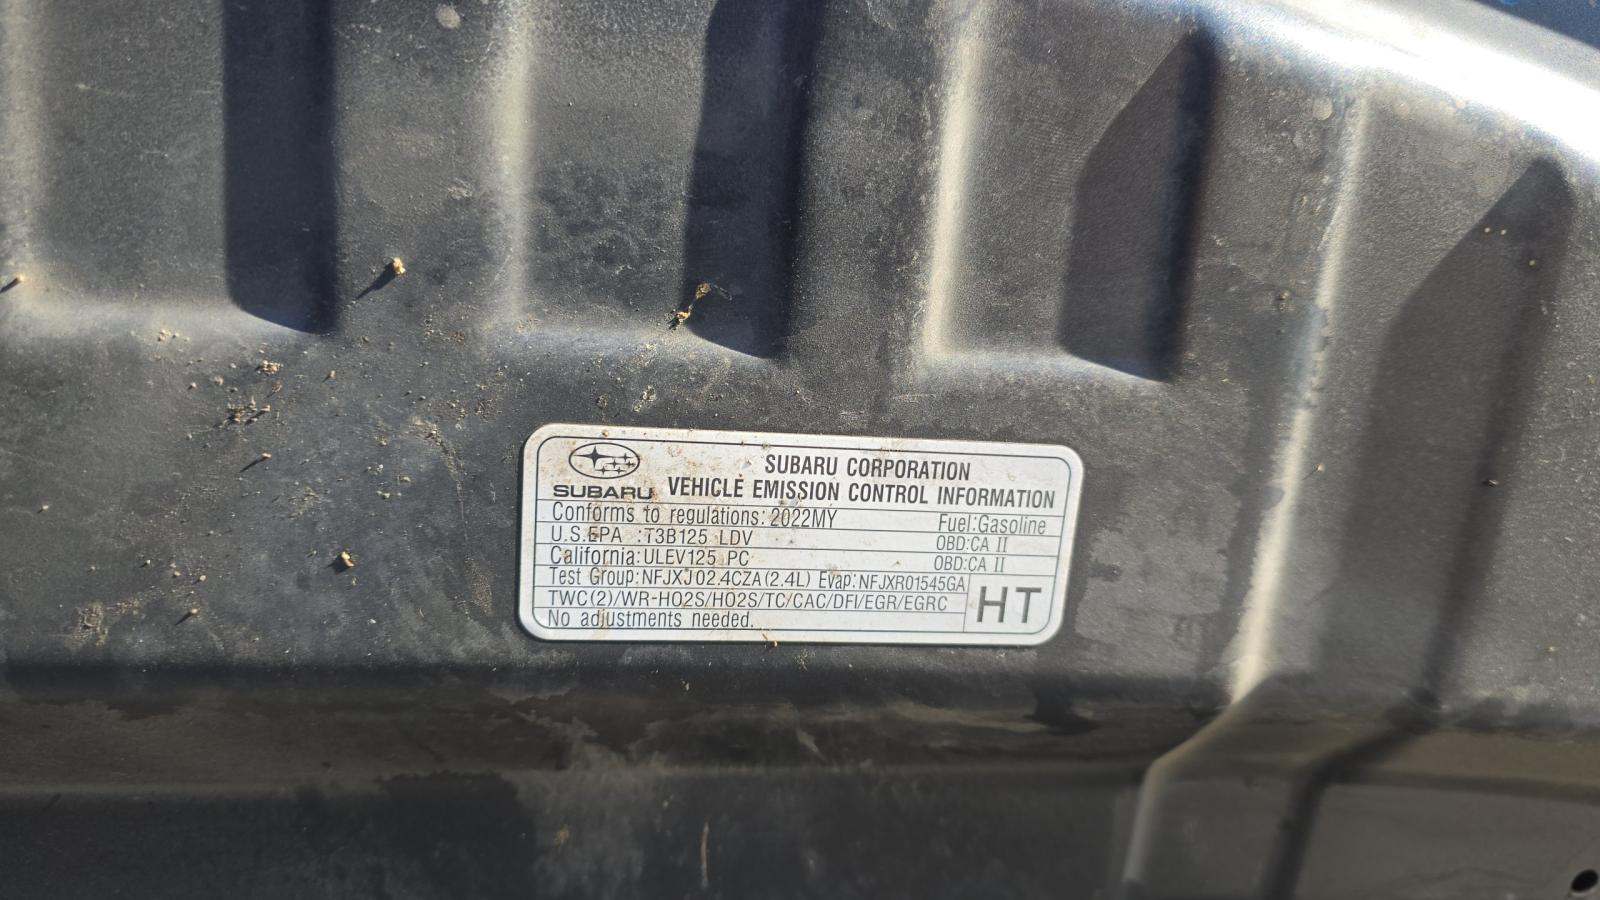 SUBARU CORPORATION
SUBARU VEHICLE EMISSION CONTROL INFORMATION
Conforms to regulations: 2022MY Fuel:Gasoline
U.S.EPA :T3B125 LDV OBD:CA II
California:ULEV125 PC OBD:CA II
Test Group:NFJXJ02.4CZA(2.4L) Evap:NFJXR01545GA
TWC(2)/WR-HO2S/HO2S/TC/CAC/DFI/EGR/EGRC
HT
No adjustments needed.